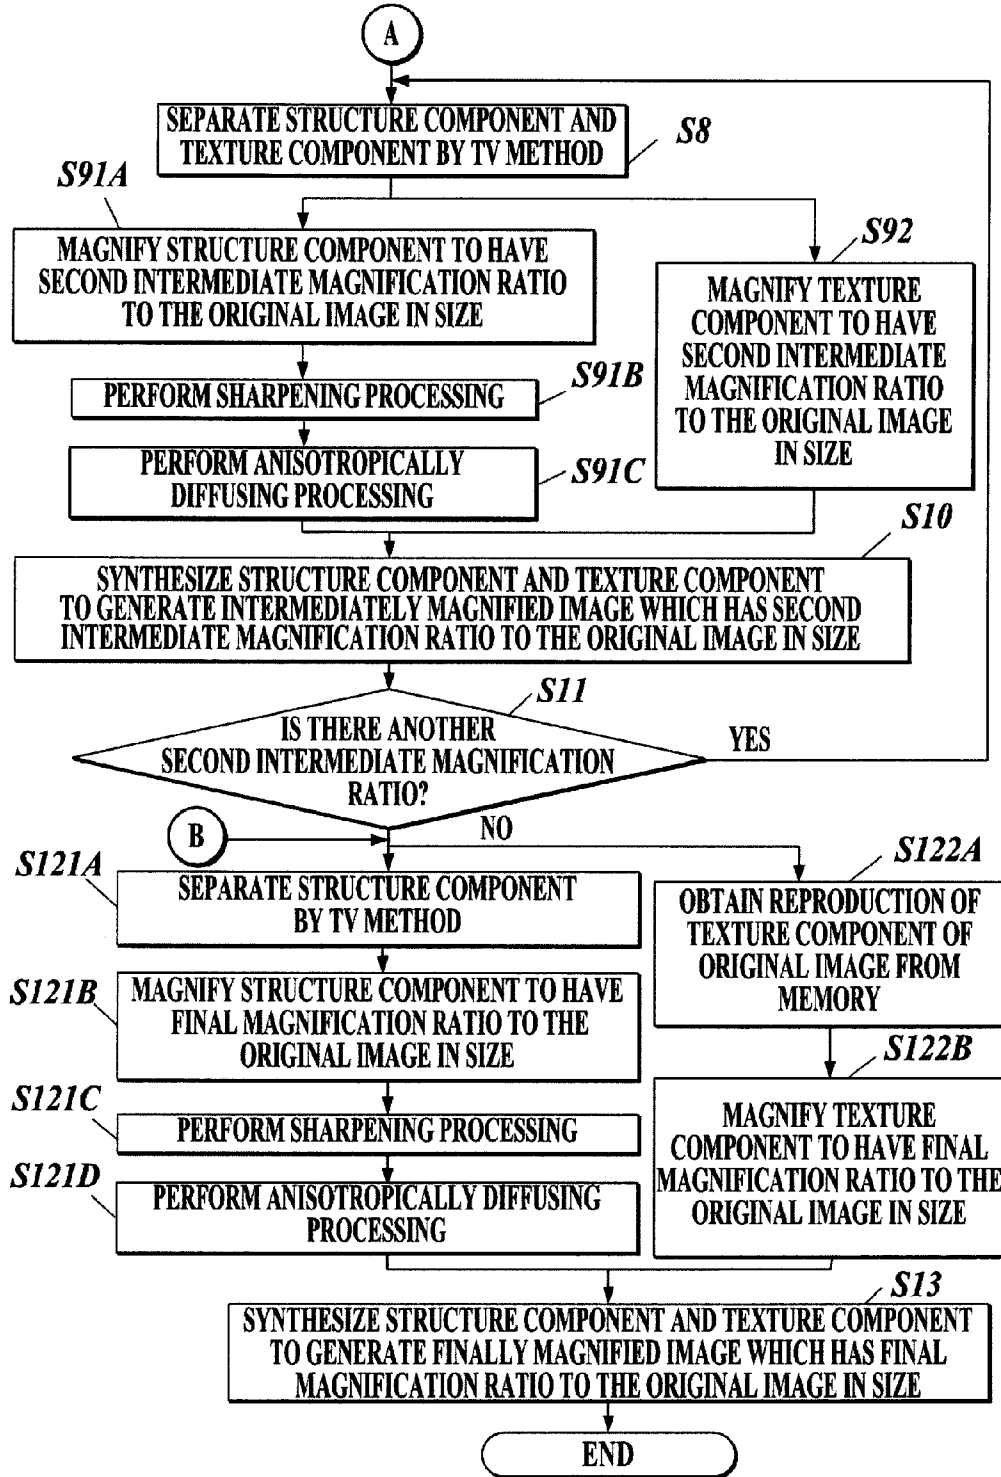 A
SEPARATE STRUCTURE COMPONENT AND
TEXTURE COMPONENT BY TV METHOD
S8
S91A
MAGNIFY STRUCTURE COMPONENT TO HAVE
SECOND INTERMEDIATE MAGNIFICATION RATIO
TO THE ORIGINAL IMAGE IN SIZE
S92
MAGNIFY TEXTURE
COMPONENT TO HAVE
SECOND INTERMEDIATE
MAGNIFICATION RATIO
TO THE ORIGINAL IMAGE
IN SIZE
S91B
PERFORM SHARPENING PROCESSING
S91C
PERFORM ANISOTROPICALLY
DIFFUSING PROCESSING
S10
SYNTHESIZE STRUCTURE COMPONENT AND TEXTURE COMPONENT
TO GENERATE INTERMEDIATELY MAGNIFIED IMAGE WHICH HAS SECOND
INTERMEDIATE MAGNIFICATION RATIO TO THE ORIGINAL IMAGE IN SIZE
S11
IS THERE ANOTHER
SECOND INTERMEDIATE MAGNIFICATION
RATIO?
YES
NO
B
S121A
SEPARATE STRUCTURE COMPONENT
BY TV METHOD
S122A
OBTAIN REPRODUCTION OF
TEXTURE COMPONENT OF
ORIGINAL IMAGE FROM
MEMORY
S121B
MAGNIFY STRUCTURE COMPONENT TO HAVE
FINAL MAGNIFICATION RATIO TO THE
ORIGINAL IMAGE IN SIZE
S122B
MAGNIFY TEXTURE
COMPONENT TO HAVE FINAL
MAGNIFICATION RATIO TO THE
ORIGINAL IMAGE IN SIZE
S121C
PERFORM SHARPENING PROCESSING
S121D
PERFORM ANISOTROPICALLY DIFFUSING
PROCESSING
S13
SYNTHESIZE STRUCTURE COMPONENT AND TEXTURE COMPONENT
TO GENERATE FINALLY MAGNIFIED IMAGE WHICH HAS FINAL
MAGNIFICATION RATIO TO THE ORIGINAL IMAGE IN SIZE
END